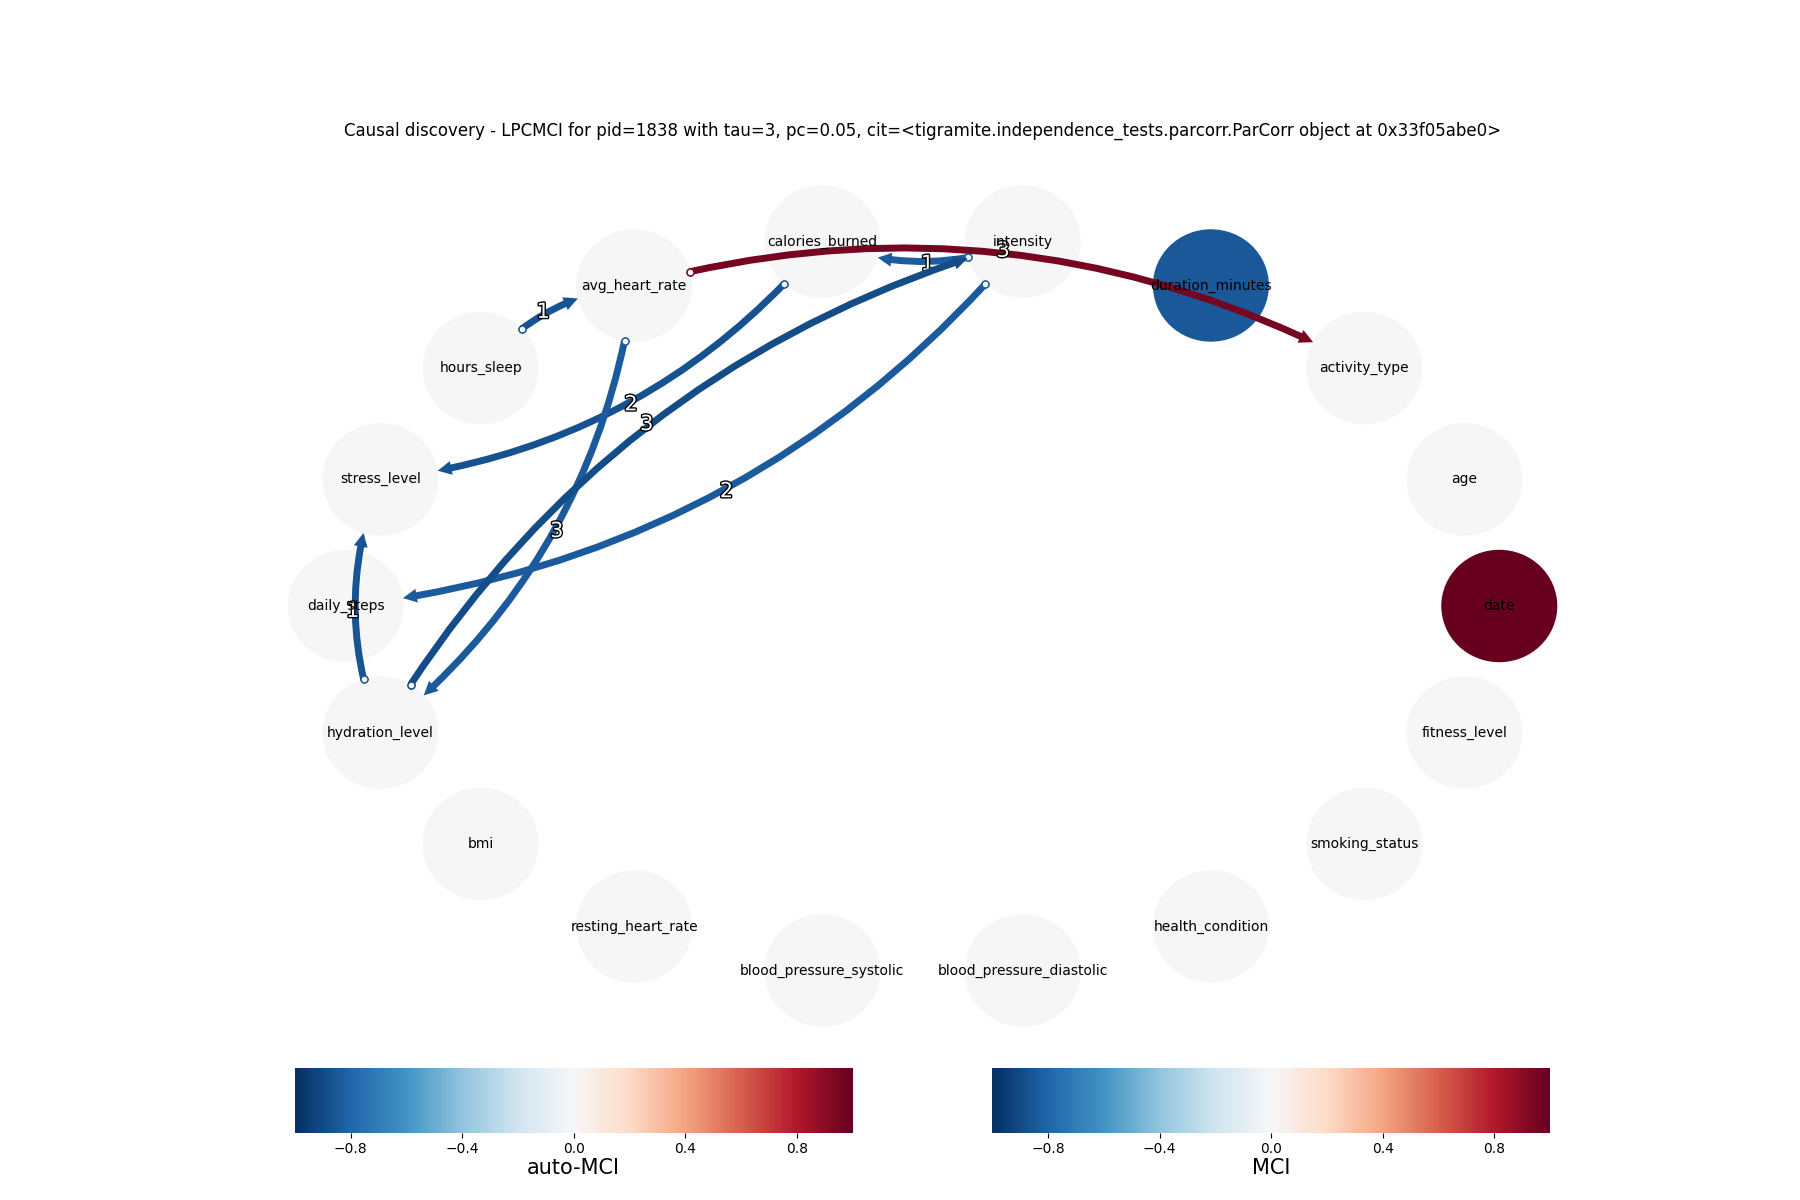 Causal discovery - LPCMCI for pid=1838 with tau=3, pc=0.05, cit=<tigramite.independence_tests.parcorr.ParCorr object at 0x33f05abe0>
calories_burned
intensity
3
1
avg_heart_rate
duration_minutes
1
hours_sleep
activity_type
2
3
stress_level
age
2
3
daily_steps
1
date
hydration_level
fitness_level
bmi
smoking_status
resting_heart_rate
health_condition
blood_pressure_systolic
blood_pressure_diastolic
−0.8 −0.4 0.0 0.4 0.8
auto-MCI
−0.8 −0.4 0.0 0.4 0.8
MCI